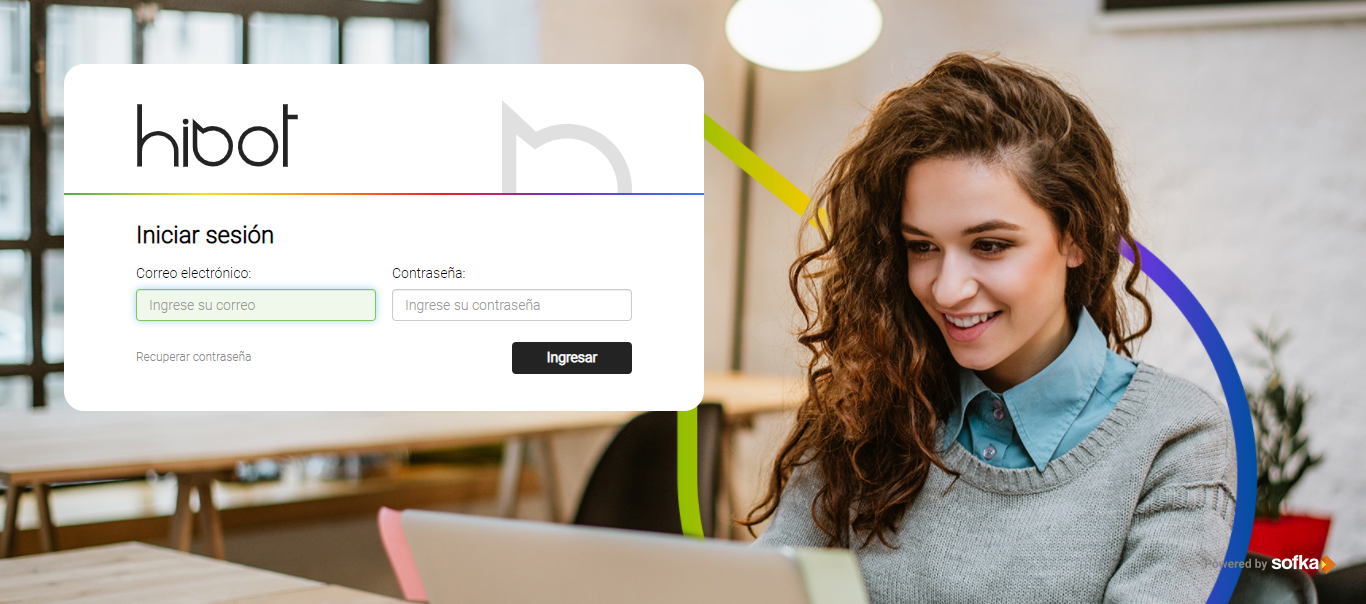 hibot
Iniciar sesión
Correo electrónico: Contraseña:
Ingrese su correo Ingrese su contraseña
Recuperar contraseña Ingresar
Powered by sofka